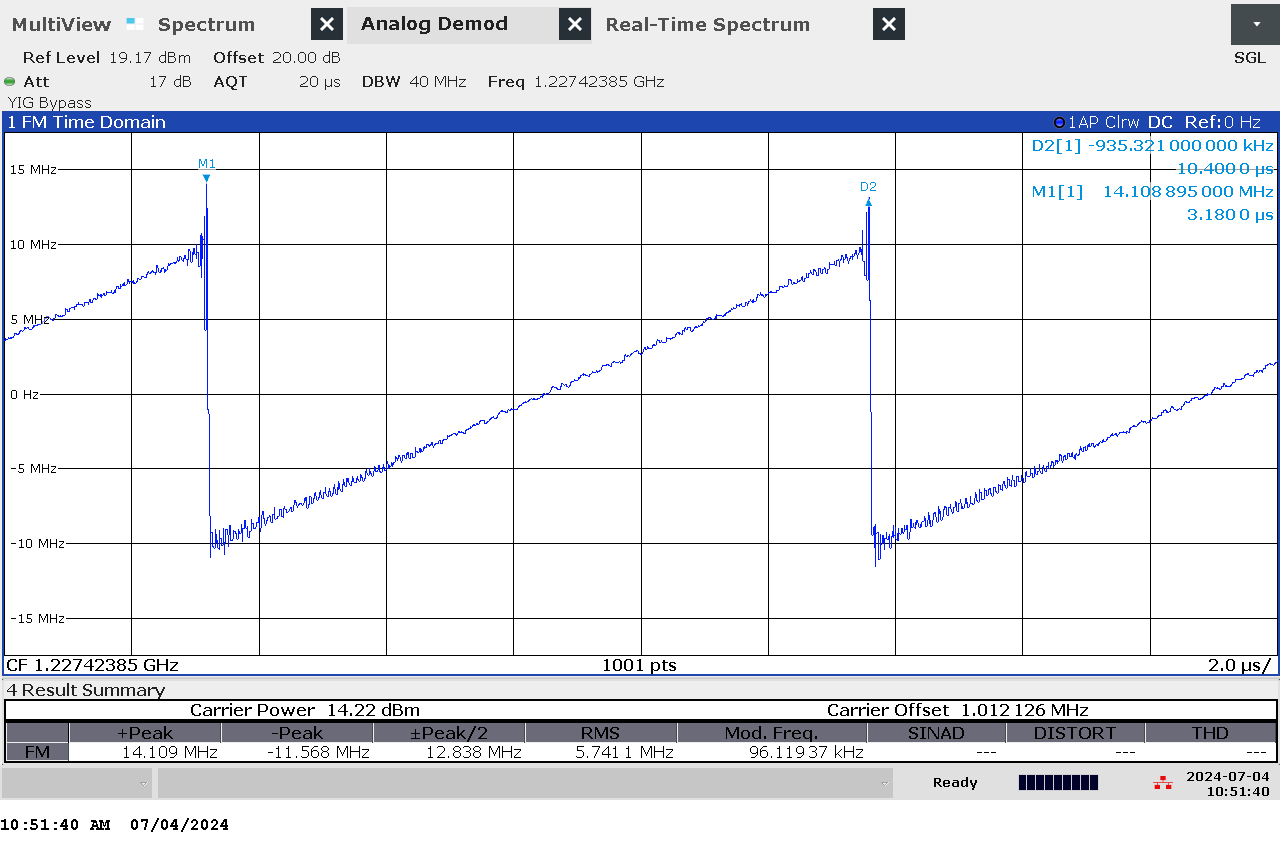 MultiView Spectrum Analog Demod Real-Time Spectrum
Ref Level 19.17 dBm Offset 20.00 dB SGL
Att 17 dB AQT 20 µs DBW 40 MHz Freq 1.22742385 GHz
YIG Bypass
1 FM Time Domain 1AP Clrw DC Ref:0 Hz
D2[1] -935.321 000 000 kHz
10.400 0 µs
M1[1] 14.108 895 000 MHz
3.180 0 µs
M1
D2
15 MHz
10 MHz
5 MHz
0 Hz
-5 MHz
-10 MHz
-15 MHz
CF 1.22742385 GHz 1001 pts 2.0 µs/
4 Result Summary
Carrier Power 14.22 dBm Carrier Offset 1.012 126 MHz
+Peak -Peak ±Peak/2 RMS Mod. Freq. SINAD DISTORT THD
FM 14.109 MHz -11.568 MHz 12.838 MHz 5.741 1 MHz 96.119 37 kHz --- --- ---
Ready 2024-07-04
10:51:40
10:51:40 AM 07/04/2024